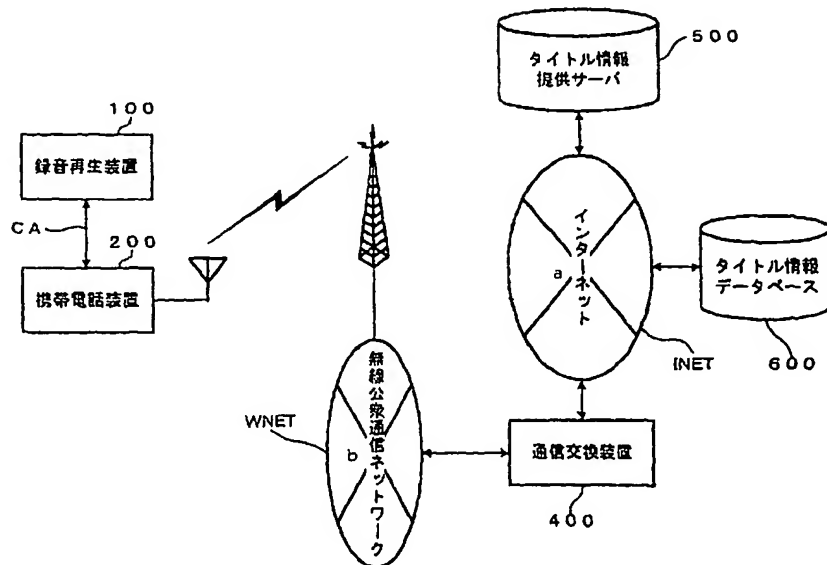 500
タイトル情報
提供サーバ
100
録音再生装置
CA
200
携帯電話装置
インターネット
a
タイトル情報
データベース
600
INET
無線公衆通信ネットワーク
WNET
b
通信交換装置
400